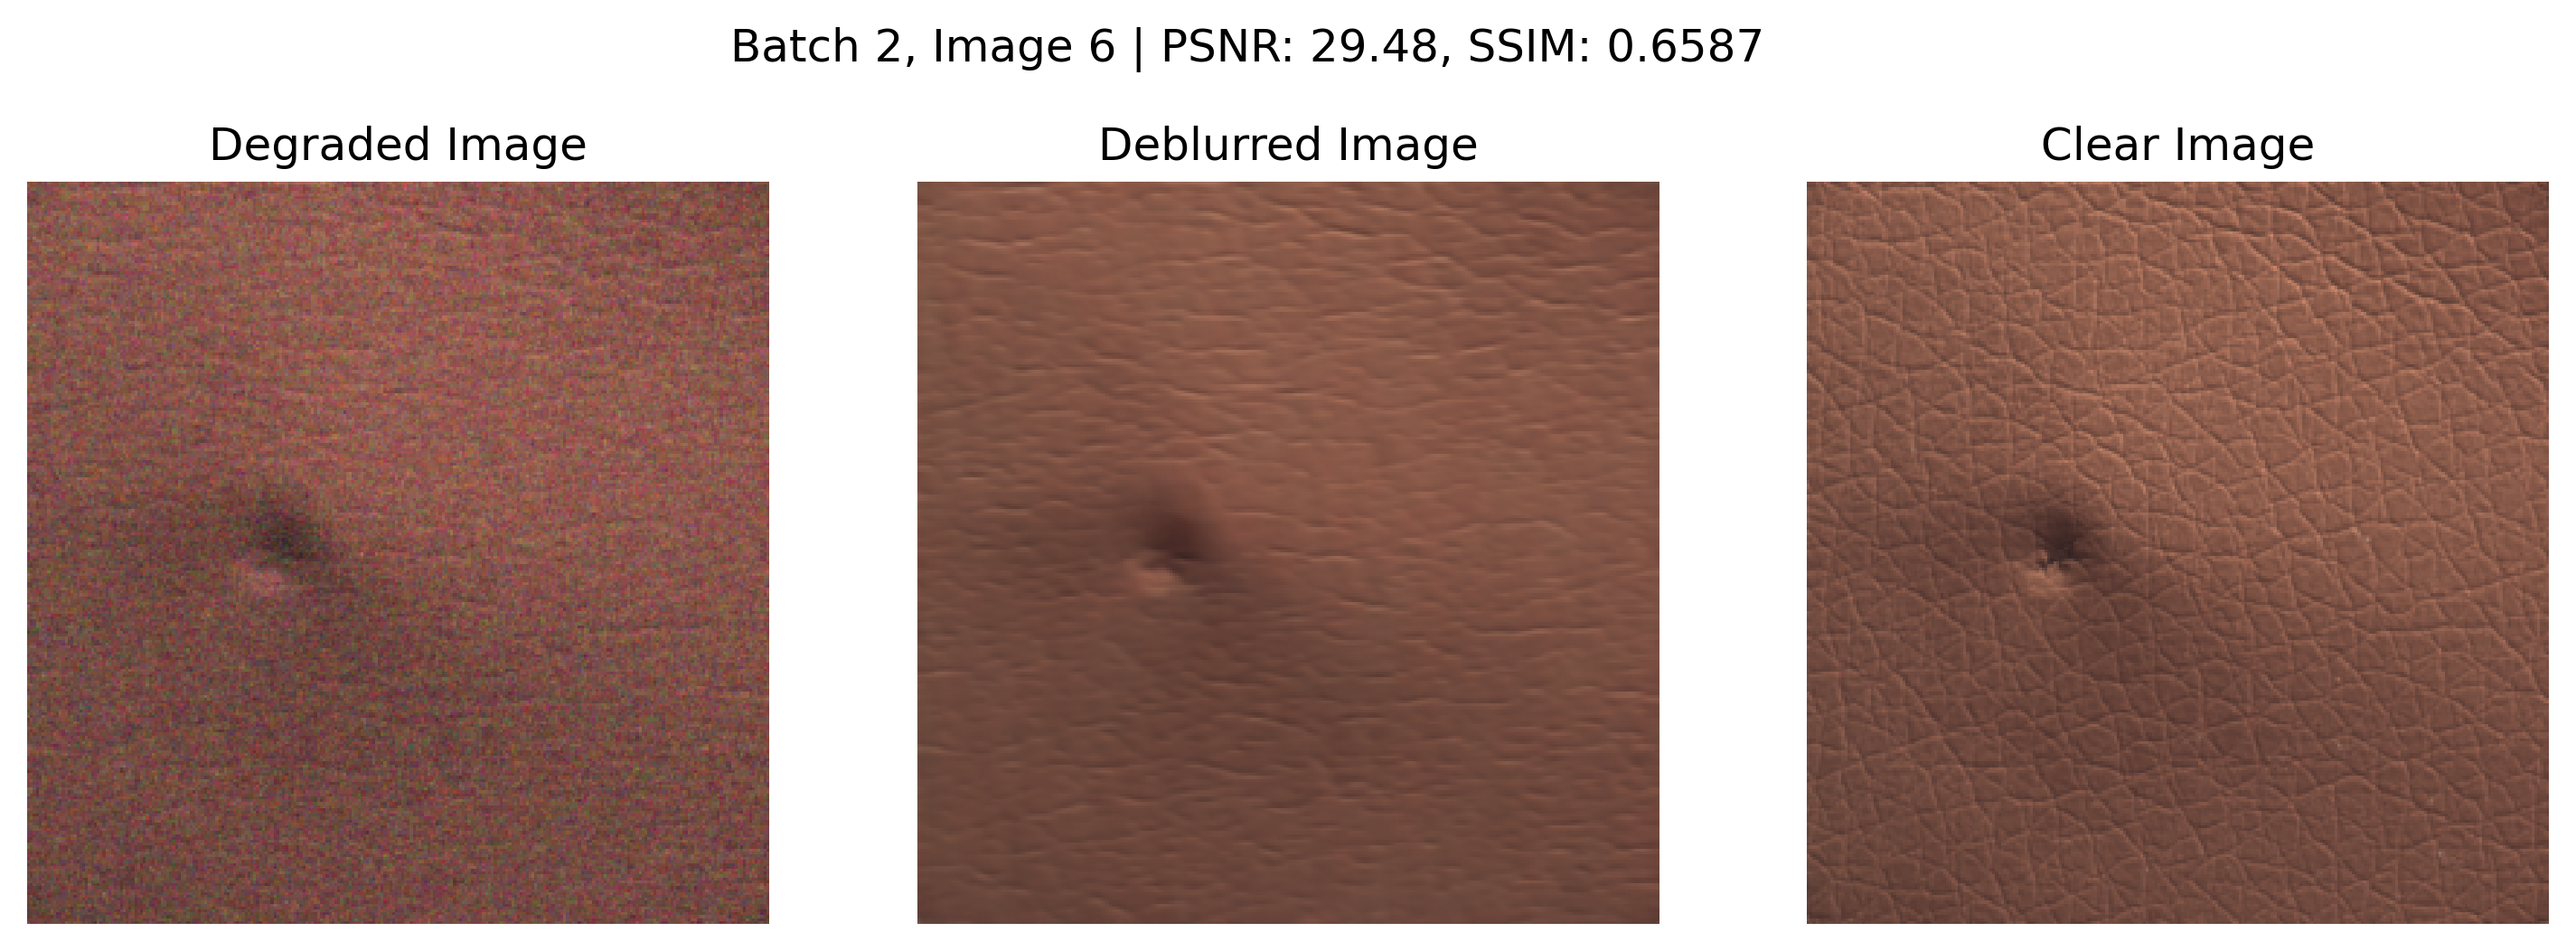 Batch 2, Image 6 | PSNR: 29.48, SSIM: 0.6587
Degraded Image
Deblurred Image
Clear Image